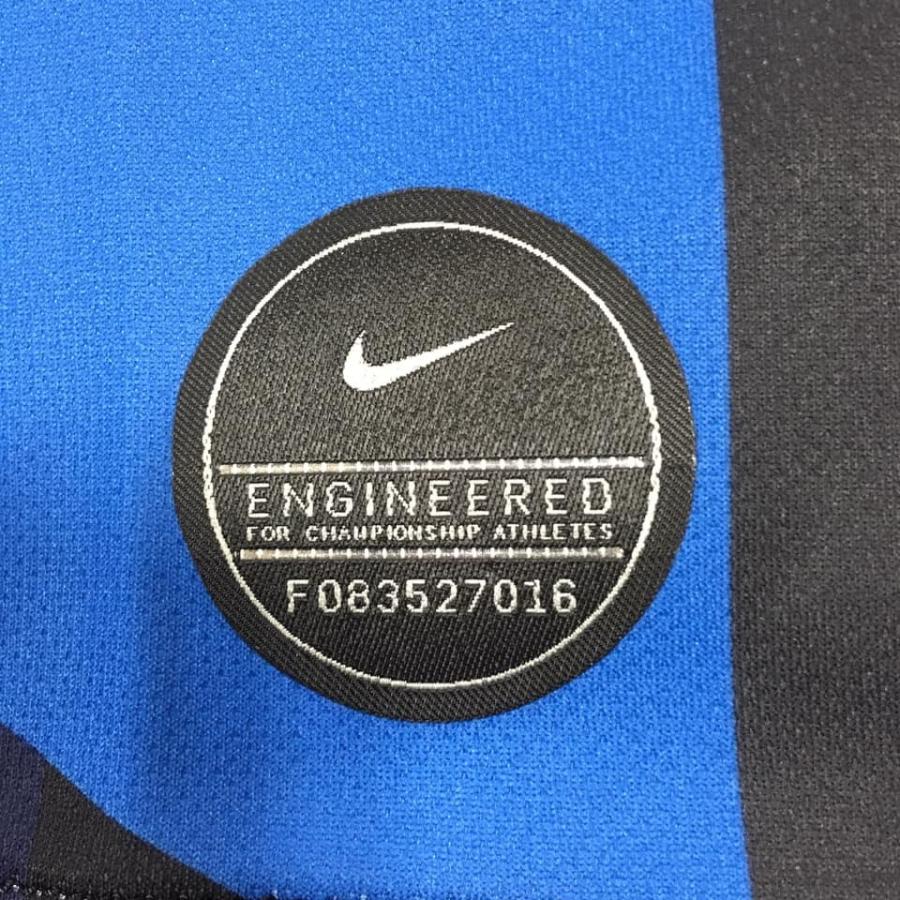 ENGINEERED
FOR CHAMPIONSHIP ATHLETES
F083527016